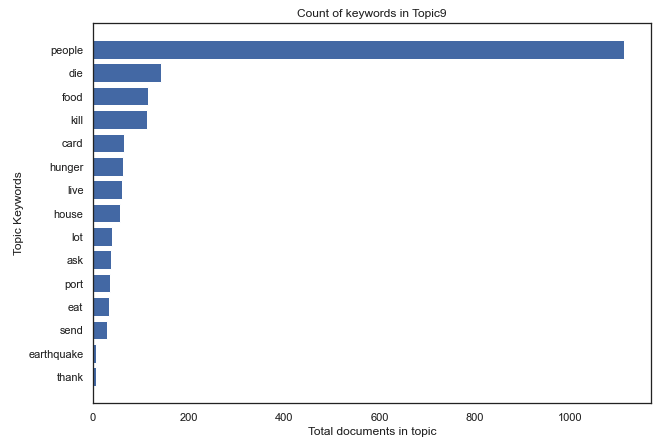 Count of keywords in Topic9
Topic Keywords
people
die
food
kill
card
hunger
live
house
lot
ask
port
eat
send
earthquake
thank
0 200 400 600 800 1000
Total documents in topic